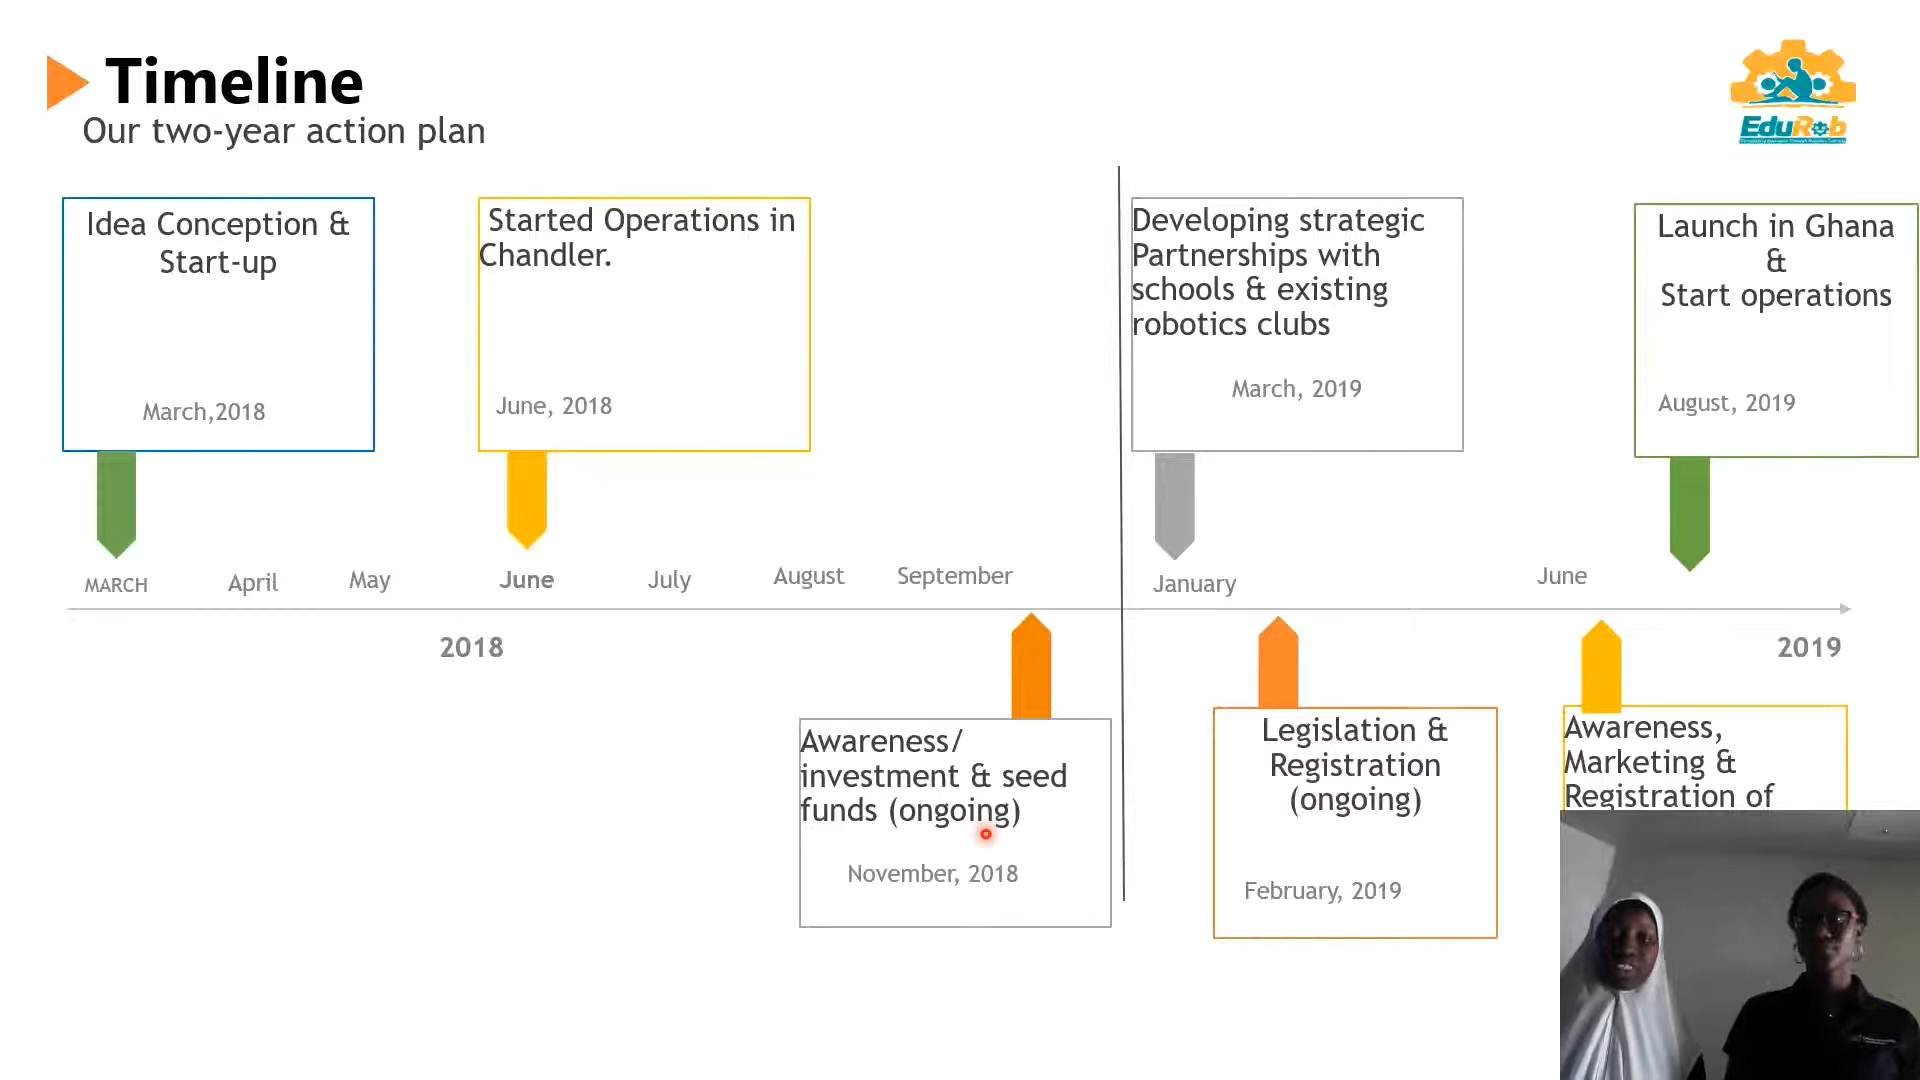 Timeline
Our two-year action plan
EduRob
Idea Conception &
Start-up
March,2018
Started Operations in
Chandler.
June, 2018
Developing strategic
Partnerships with
schools & existing
robotics clubs
March, 2019
Launch in Ghana
&
Start operations
August, 2019
MARCH
April
May
June
July
August
September
January
June
2018
2019
Awareness/
investment & seed
funds (ongoing)
November, 2018
Legislation &
Registration
(ongoing)
February, 2019
Awareness,
Marketing &
Registration of